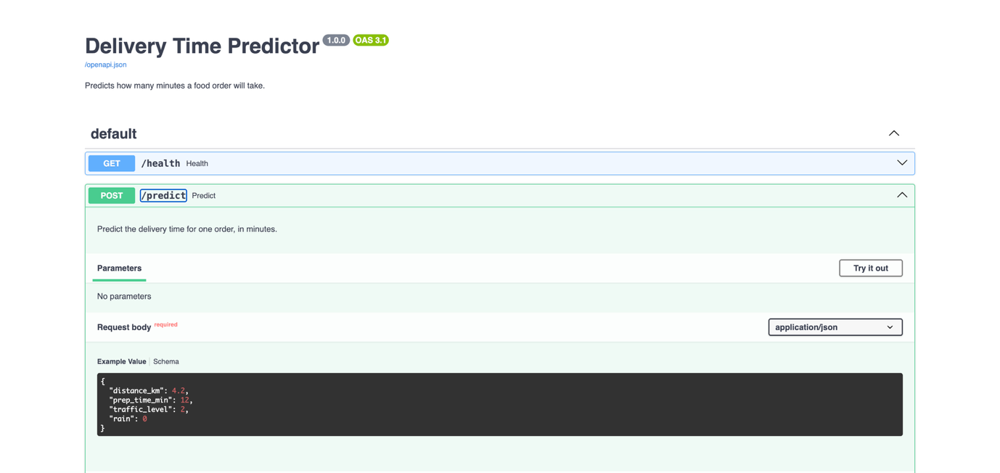 Delivery Time Predictor 1.0.0 OAS 3.1
/openapi.json
Predicts how many minutes a food order will take.
default
GET /health Health
POST /predict Predict
Predict the delivery time for one order, in minutes.
Parameters Try it out
No parameters
Request body required application/json
Example Value Schema
{
"distance_km": 4.2,
"prep_time_min": 12,
"traffic_level": 2,
"rain": 0
}